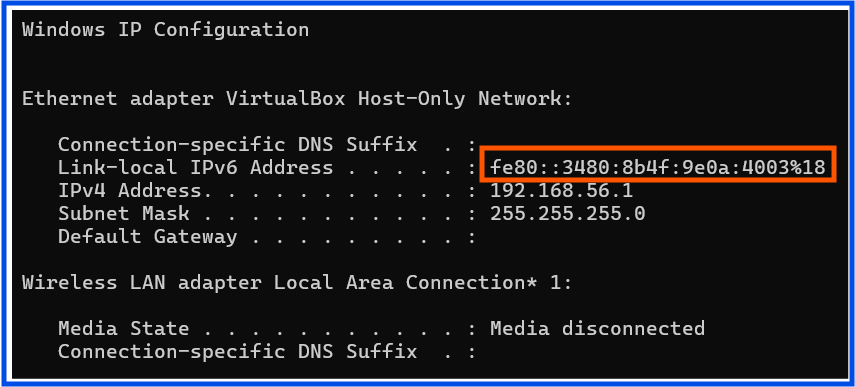 Windows IP Configuration
Ethernet adapter VirtualBox Host-Only Network:
Connection-specific DNS Suffix  . :
Link-local IPv6 Address . . . . . : fe80::3480:8b4f:9e0a:4003%18
IPv4 Address. . . . . . . . . . . : 192.168.56.1
Subnet Mask . . . . . . . . . . . : 255.255.255.0
Default Gateway . . . . . . . . . :
Wireless LAN adapter Local Area Connection* 1:
Media State . . . . . . . . . . . : Media disconnected
Connection-specific DNS Suffix  . :